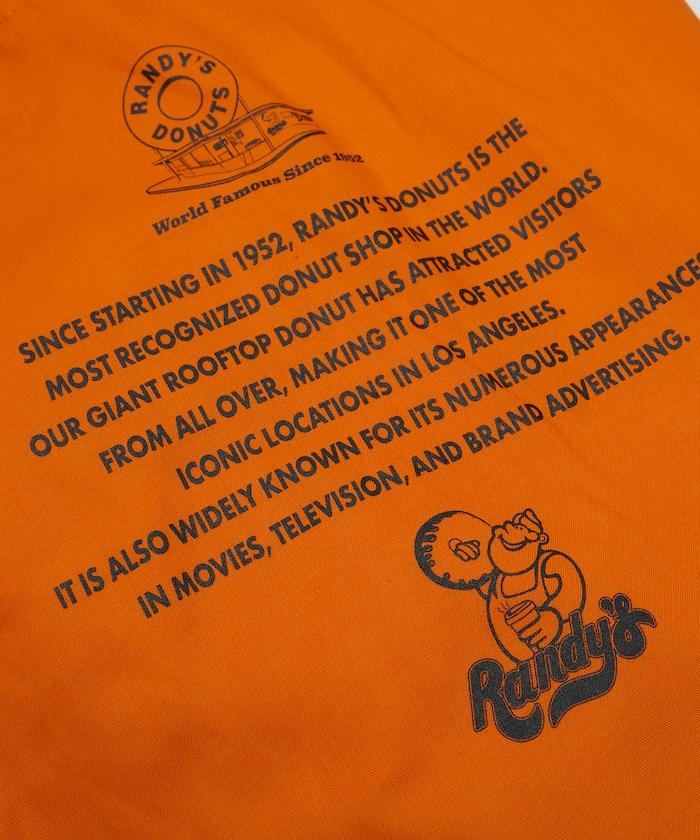 RANDY'S
DONUTS
World Famous Since 1952
SINCE STARTING IN 1952, RANDY'S DONUTS IS THE
MOST RECOGNIZED DONUT SHOP IN THE WORLD.
OUR GIANT ROOFTOP DONUT HAS ATTRACTED VISITORS
FROM ALL OVER, MAKING IT ONE OF THE MOST
ICONIC LOCATIONS IN LOS ANGELES.
IT IS ALSO WIDELY KNOWN FOR ITS NUMEROUS APPEARANCES
IN MOVIES, TELEVISION, AND BRAND ADVERTISING.
Randy's